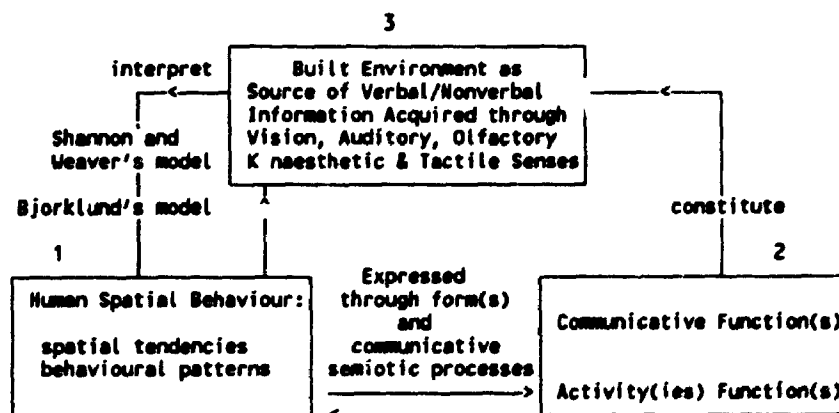 3
interpret
Built Environment as
Source of Verbal/Nonverbal
Information Acquired through
Vision, Auditory, Olfactory
K naesthetic & Tactile Senses
Shannon and
Weaver's model
Bjorklund's model
constitute
1
2
Human Spatial Behaviour:
spatial tendencies
behavioural patterns
Expressed
through form(s)
and
communicative
semiotic processes
Communicative Function(s)
Activity(ies) Function(s)